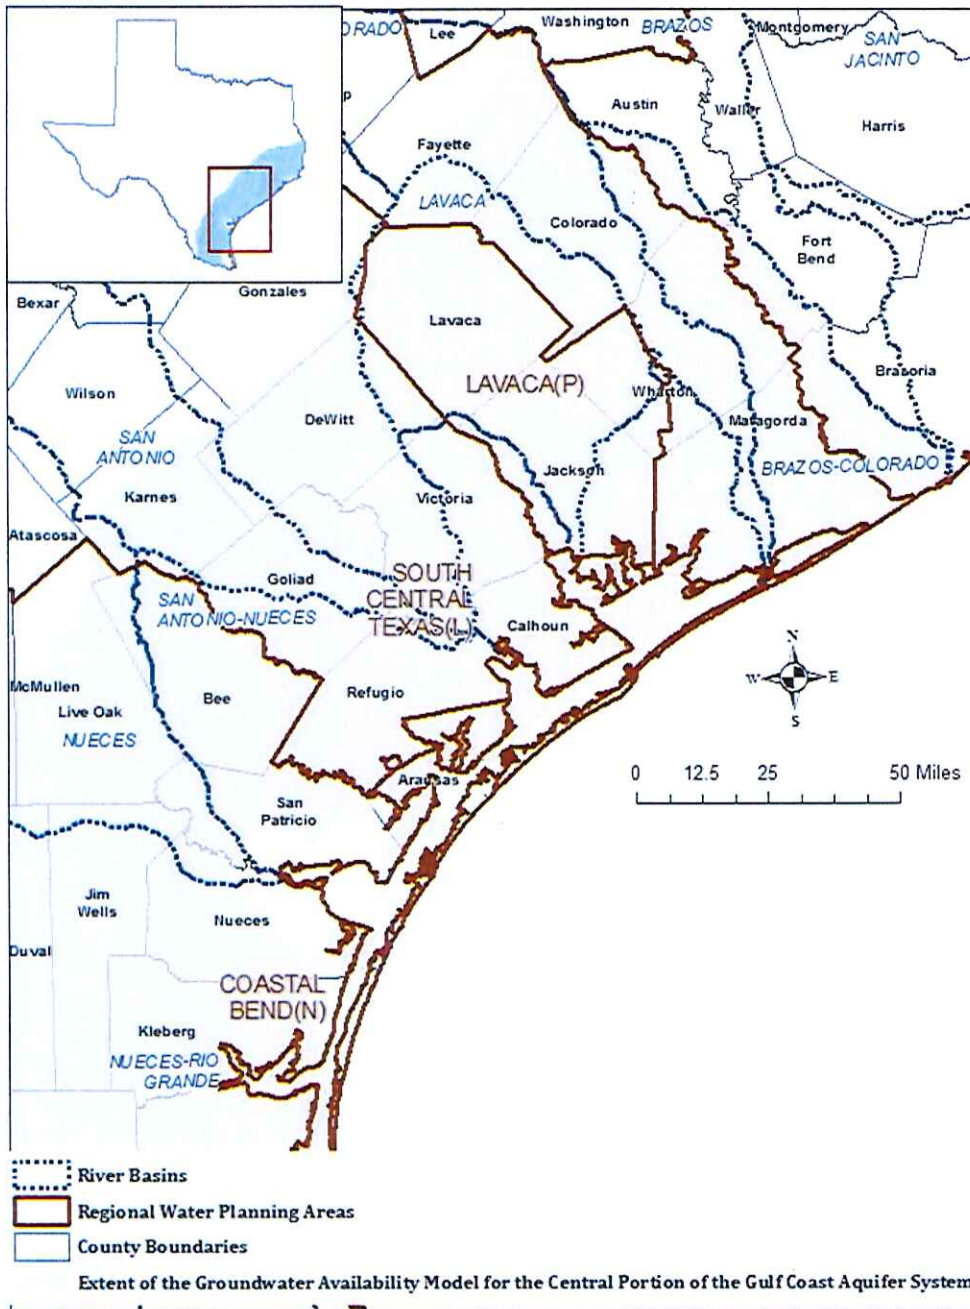 ORADO
Lee
Washington
BRAZOS
Montgomery
SAN
JACINTO
Waller
Harris
Austin
p
Fayette
LAVACA
Colorado
Fort
Bend
Bexar
Gonzales
Lavaca
LAVACA(P)
Wharton
Brazoria
Wilson
DeWitt
Matagorda
SAN
ANTONIO
BRAZOS-COLORADO
Jackson
Karnes
Victoria
Atascosa
Goliad
SOUTH
CENTRAL
TEXAS(L)
SAN
ANTONIO-NUECES
Calhoun
N
W
E
S
McMullen
Live Oak
NUECES
Bee
Refugio
Aransas
0 12.5 25 50 Miles
San
Patricio
Jim
Wells
Nueces
Duval
COASTAL
BEND(N)
Kleberg
NUECES-RIO
GRANDE
River Basins
Regional Water Planning Areas
County Boundaries
Extent of the Groundwater Availability Model for the Central Portion of the Gulf Coast Aquifer System